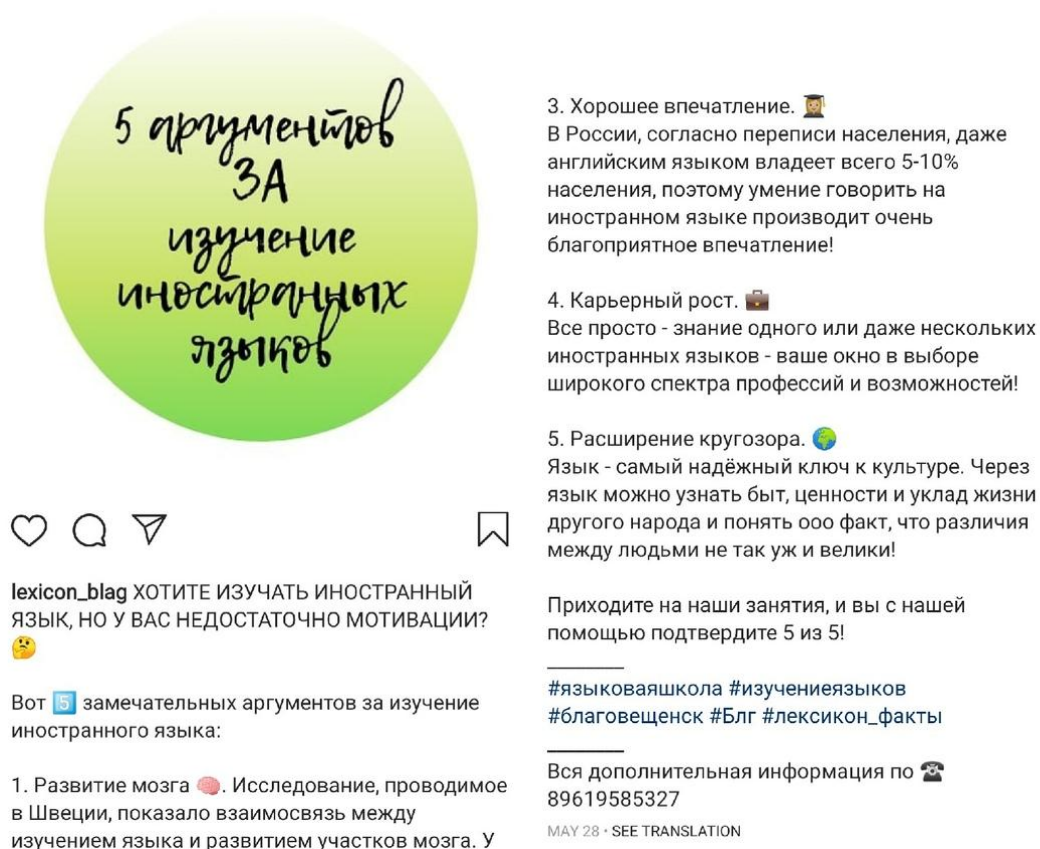 5 аргументов
ЗА
изучение
иностранных
языков
lexicon_blag ХОТИТЕ ИЗУЧАТЬ ИНОСТРАННЫЙ
ЯЗЫК, НО У ВАС НЕДОСТАТОЧНО МОТИВАЦИИ?
🤔
Вот 5️⃣ замечательных аргументов за изучение
иностранного языка:
1. Развитие мозга 🧠. Исследование, проводимое
в Швеции, показало взаимосвязь между
изучением языка и развитием участков мозга. У
3. Хорошее впечатление. 👩🏼‍🎓
В России, согласно переписи населения, даже
английским языком владеет всего 5-10%
населения, поэтому умение говорить на
иностранном языке производит очень
благоприятное впечатление!
4. Карьерный рост. 💼
Все просто - знание одного или даже нескольких
иностранных языков - ваше окно в выборе
широкого спектра профессий и возможностей!
5. Расширение кругозора. 🌍
Язык - самый надёжный ключ к культуре. Через
язык можно узнать быт, ценности и уклад жизни
другого народа и понять ооо факт, что различия
между людьми не так уж и велики!
Приходите на наши занятия, и вы с нашей
помощью подтвердите 5 из 5!
#языковаяшкола #изучениеязыков
#благовещенск #Блг #лексикон_факты
Вся дополнительная информация по ☎
89619585327
MAY 28 · SEE TRANSLATION